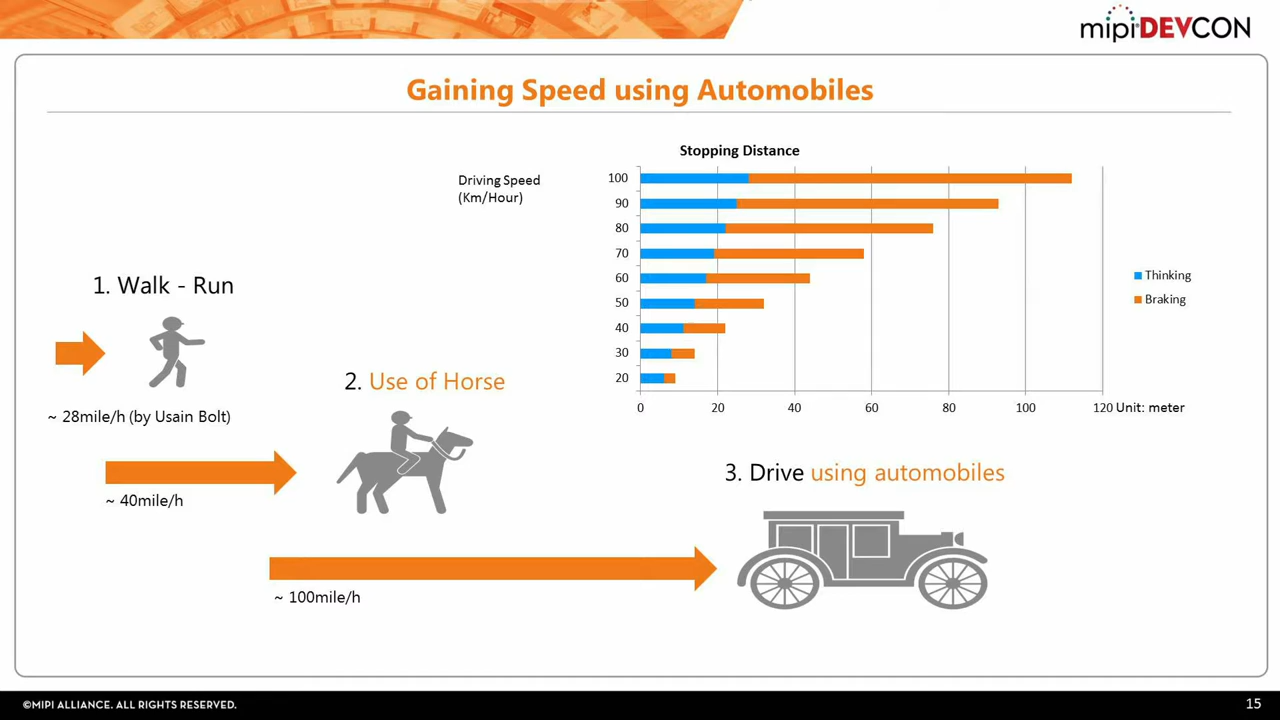 mipi DEVCON
Gaining Speed using Automobiles
Stopping Distance
Driving Speed
(Km/Hour)
100
90
80
70
60
50
40
30
20
0 20 40 60 80 100 120 Unit: meter
Thinking
Braking
1. Walk - Run
~ 28mile/h (by Usain Bolt)
2. Use of Horse
~ 40mile/h
3. Drive using automobiles
~ 100mile/h
©MIPI ALLIANCE. ALL RIGHTS RESERVED.
15